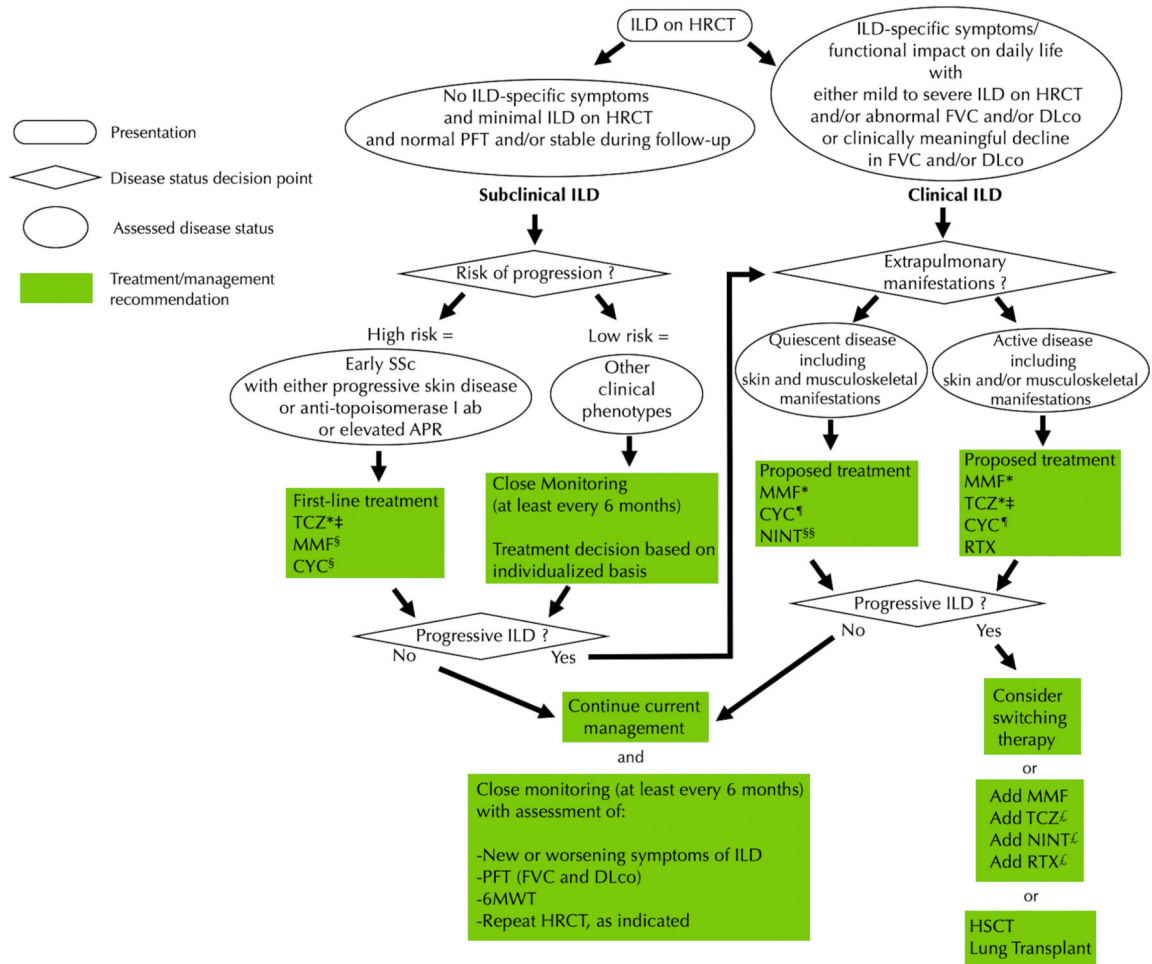 ILD on HRCT
ILD-specific symptoms/
functional impact on daily life
with
either mild to severe ILD on HRCT
and/or abnormal FVC and/or DLco
or clinically meaningful decline
in FVC and/or DLco
No ILD-specific symptoms
and minimal ILD on HRCT
and normal PFT and/or stable during follow-up
Presentation
Disease status decision point
Assessed disease status
Treatment/management
recommendation
Subclinical ILD
Clinical ILD
Risk of progression ?
Extrapulmonary
manifestations ?
High risk =
Low risk =
Early SSc
with either progressive skin disease
or anti-topoisomerase I ab
or elevated APR
Other
clinical
phenotypes
Quiescent disease
including
skin and musculoskeletal
manifestations
Active disease
including
skin and/or musculoskeletal
manifestations
First-line treatment
TCZ*‡
MMF§
CYC§
Close Monitoring
(at least every 6 months)
Treatment decision based on
individualized basis
Proposed treatment
MMF*
CYC¶
NINT§§
Proposed treatment
MMF*
TCZ*‡
CYC¶
RTX
Progressive ILD ?
No
Yes
Progressive ILD ?
No
Yes
Continue current
management
and
Close monitoring (at least every 6 months)
with assessment of:
-New or worsening symptoms of ILD
-PFT (FVC and DLco)
-6MWT
-Repeat HRCT, as indicated
Consider
switching
therapy
or
Add MMF
Add TCZ£
Add NINT£
Add RTX£
or
HSCT
Lung Transplant